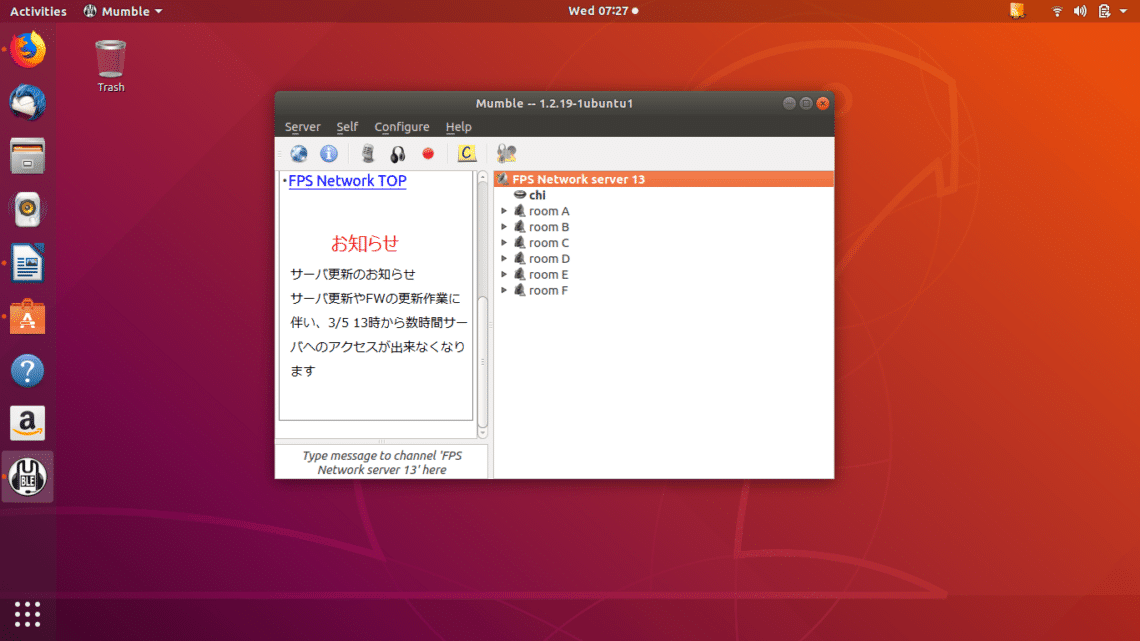 Activities
Mumble
Wed 07:27
Trash
Mumble -- 1.2.19-1ubuntu1
Server Self Configure Help
C
・FPS Network TOP
お知らせ
サーバ更新のお知らせ
サーバ更新やFWの更新作業に
伴い、3/5 13時から数時間サー
バへのアクセスが出来なくなり
ます
Type message to channel 'FPS
Network server 13' here
FPS Network server 13
chi
room A
room B
room C
room D
room E
room F
A
?
a
BLE